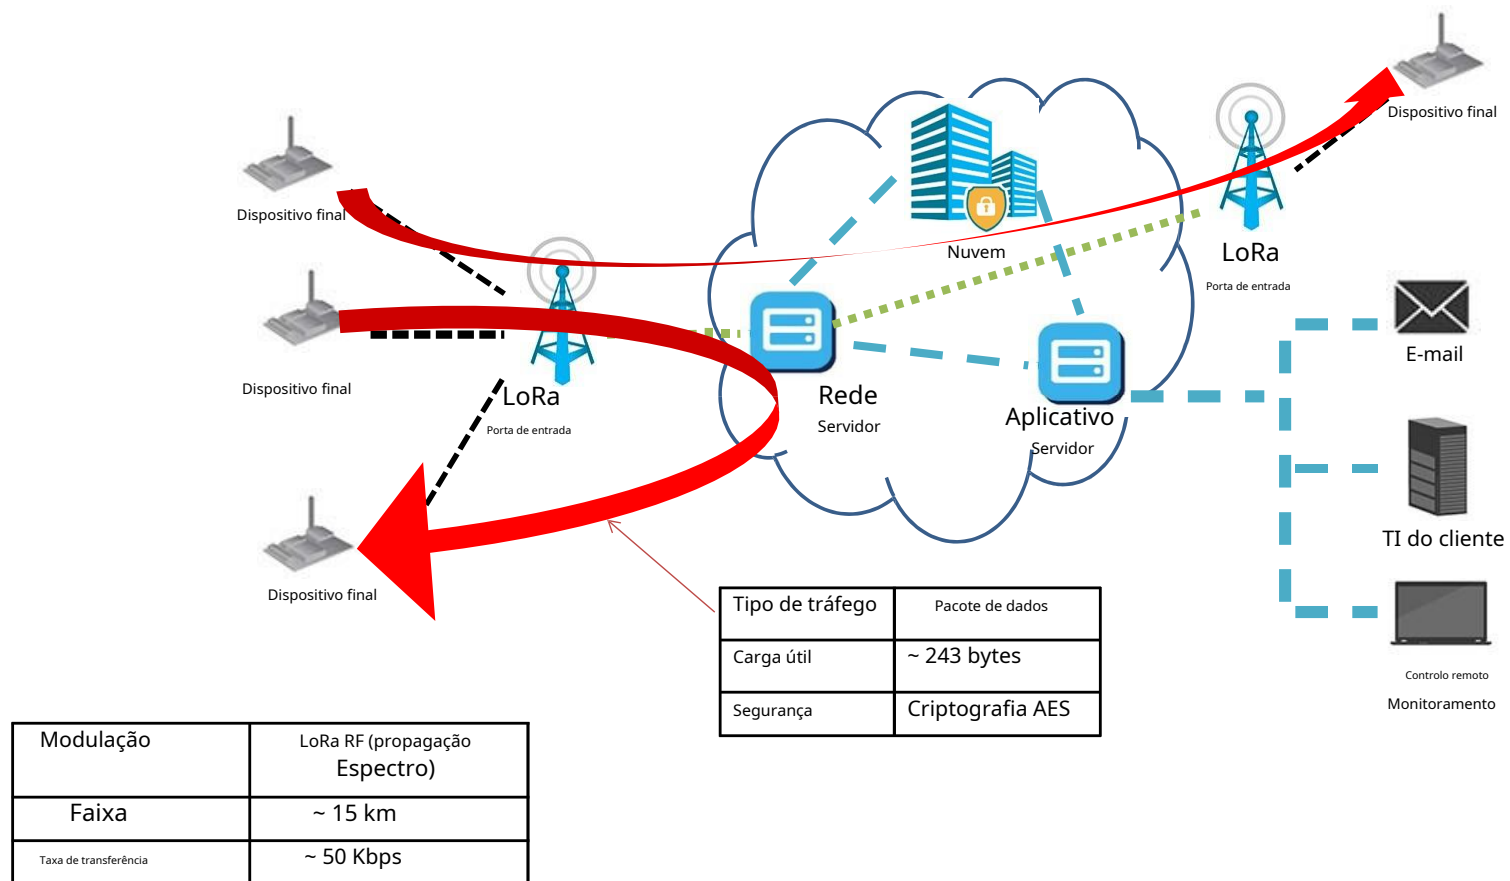 Dispositivo final
Dispositivo final
Nuvem
LoRa
Porta de entrada
Dispositivo final
LoRa
Porta de entrada
Rede
Servidor
Aplicativo
Servidor
E-mail
TI do cliente
Dispositivo final
Controlo remoto
Monitoramento
Tipo de tráfego
Pacote de dados
Carga útil
~ 243 bytes
Segurança
Criptografia AES
Modulação
LoRa RF (propagação
Espectro)
Faixa
~ 15 km
Taxa de transferência
~ 50 Kbps